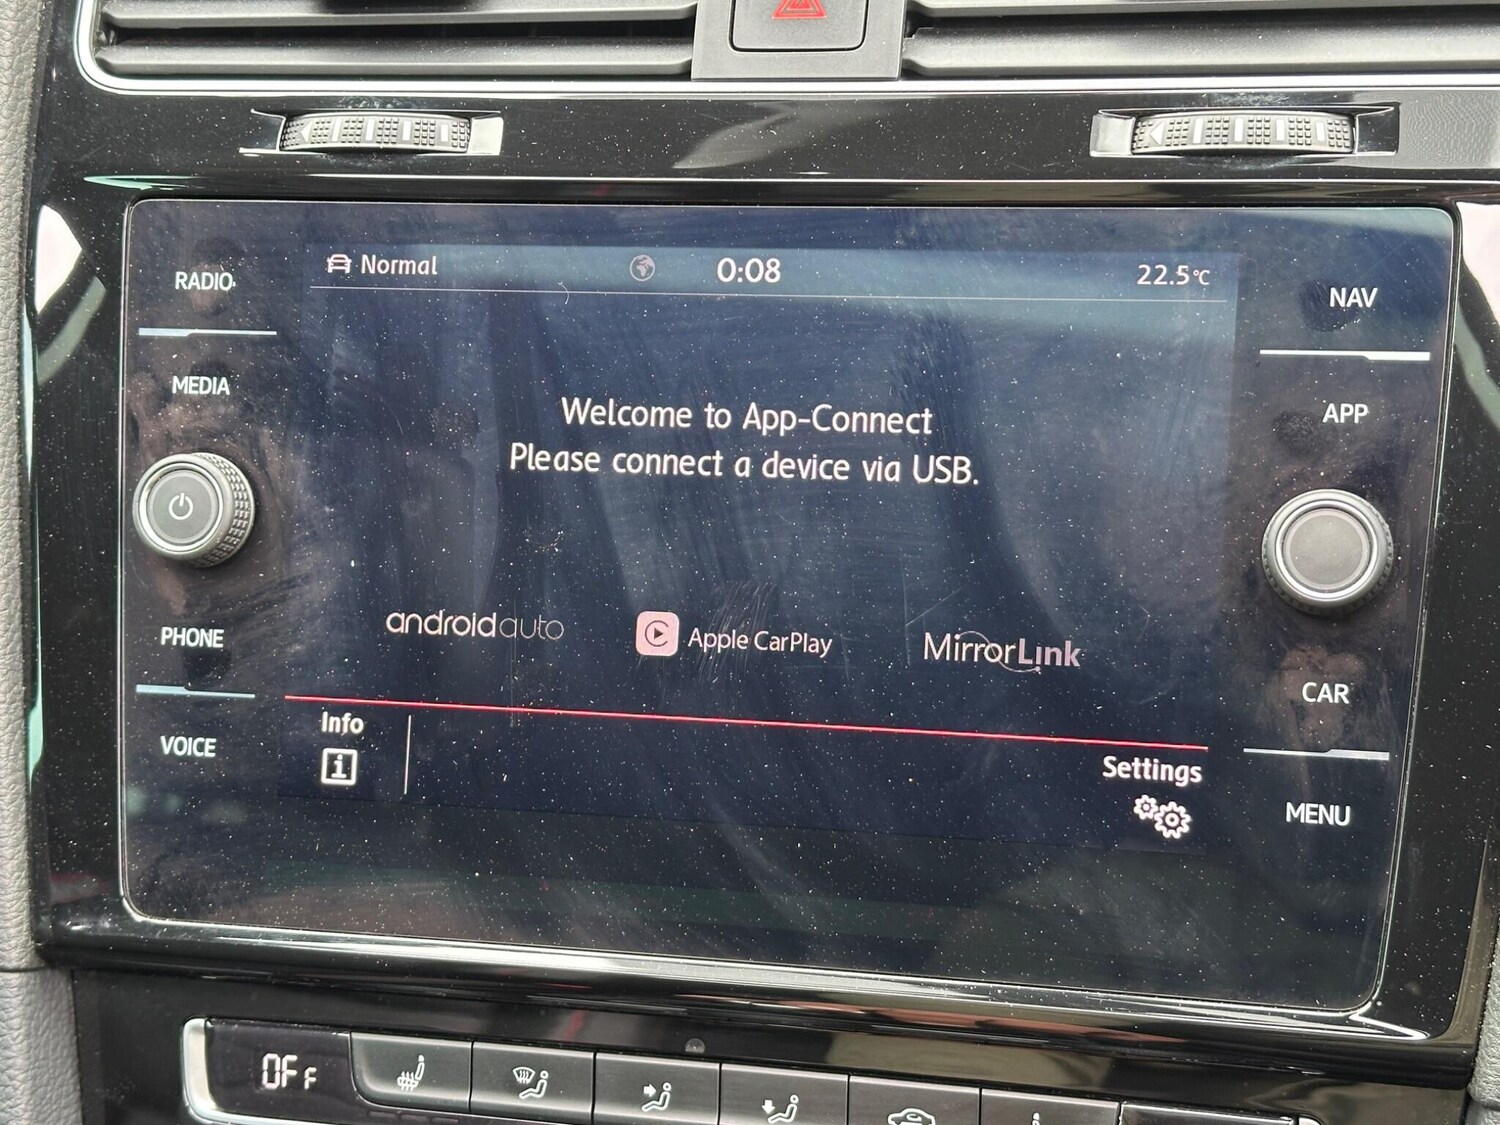 Normal
0:08
22.5°C
RADIO
MEDIA
PHONE
VOICE
Welcome to App-Connect
Please connect a device via USB.
androidauto
Apple CarPlay
MirrorLink
Info
i
Settings
NAV
APP
CAR
MENU
OFF